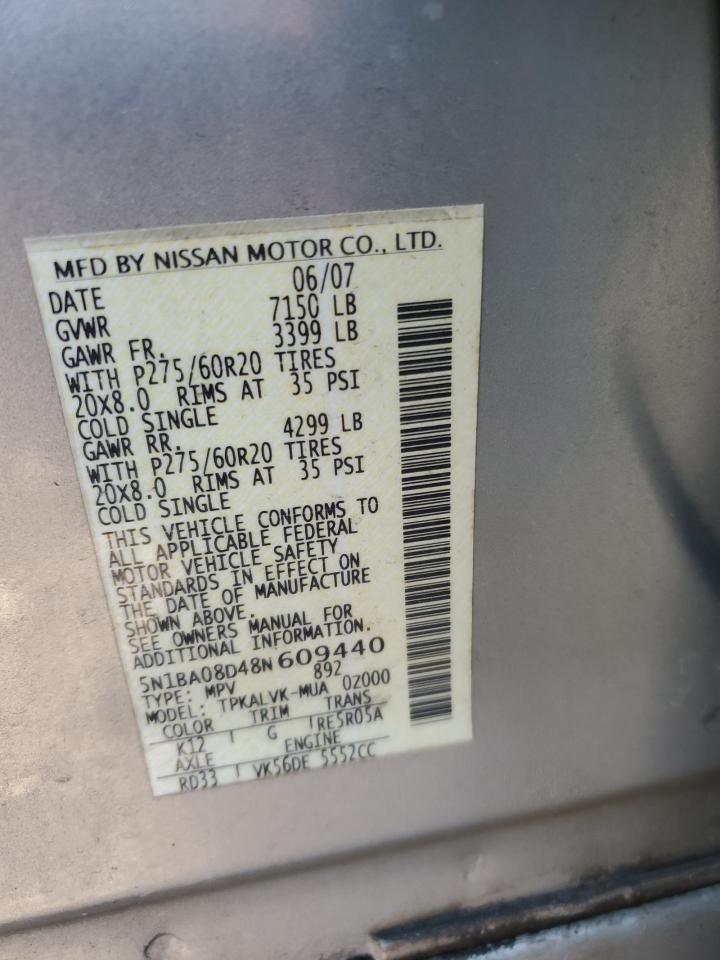 MFD BY NISSAN MOTOR CO., LTD.
DATE 06/07
GVWR 7150 LB
GAWR FR. 3399 LB
WITH P275/60R20 TIRES
20X8.0 RIMS AT 35 PSI
COLD SINGLE
GAWR RR. 4299 LB
WITH P275/60R20 TIRES
20X8.0 RIMS AT 35 PSI
COLD SINGLE
THIS VEHICLE CONFORMS TO
ALL APPLICABLE FEDERAL
MOTOR VEHICLE SAFETY
STANDARDS IN EFFECT ON
THE DATE OF MANUFACTURE
SHOWN ABOVE.
SEE OWNERS MANUAL FOR
ADDITIONAL INFORMATION.
5N1BA08D48N609440
TYPE: MPV 892
MODEL: TPKALVK-MUA 0Z000
COLOR TRIM TRANS
K12 G RE5R05A
AXLE ENGINE
RD33 VK56DE 5552CC